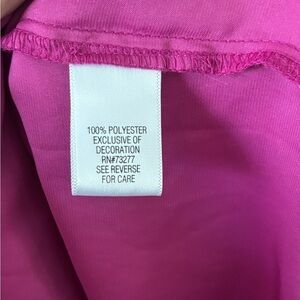 100% POLYESTER
EXCLUSIVE OF
DECORATION
RN#73277
SEE REVERSE
FOR CARE